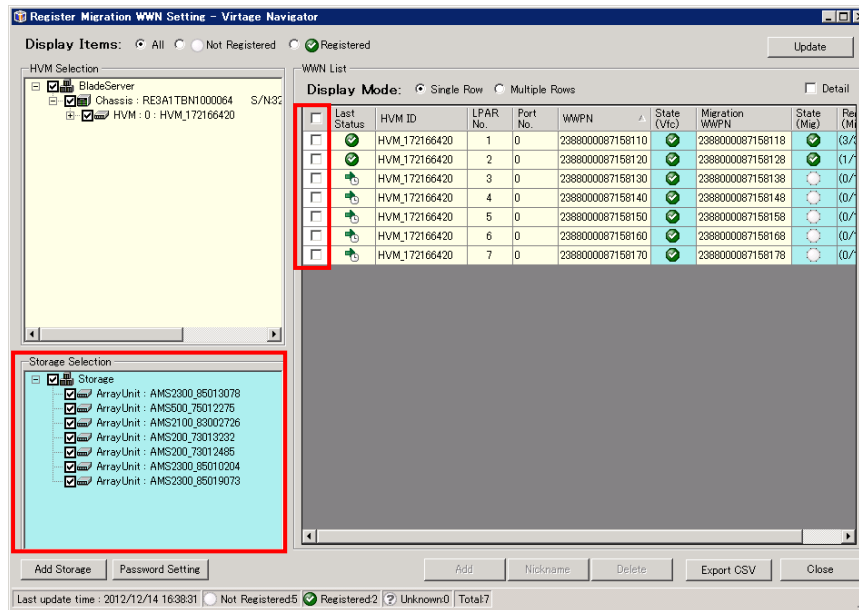 Register Migration WWN Setting - Virtage Navigator
Display Items: All Not Registered Registered
Update
HVM Selection
BladeServer
Chassis : RE3A1TBN1000064 S/N32
HVM : 0 : HVM_172166420
WWN List
Display Mode: Single Row Multiple Rows
Detail
Last Status HVM ID LPAR No. Port No. WWPN State (Vfc) Migration WWPN State (Mig)
HVM_172166420 1 0 2388000087158110 2388000087158118
HVM_172166420 2 0 2388000087158120 2388000087158128
HVM_172166420 3 0 2388000087158130 2388000087158138
HVM_172166420 4 0 2388000087158140 2388000087158148
HVM_172166420 5 0 2388000087158150 2388000087158158
HVM_172166420 6 0 2388000087158160 2388000087158168
HVM_172166420 7 0 2388000087158170 2388000087158178
Storage Selection
Storage
ArrayUnit : AMS2300_85013078
ArrayUnit : AMS500_75012275
ArrayUnit : AMS2100_83002726
ArrayUnit : AMS200_73013232
ArrayUnit : AMS200_73012485
ArrayUnit : AMS2300_85010204
ArrayUnit : AMS2300_85019073
Add Storage Password Setting Add Nickname Delete Export CSV Close
Last update time : 2012/12/14 16:38:31 Not Registered:5 Registered:2 ? Unknown:0 Total:7